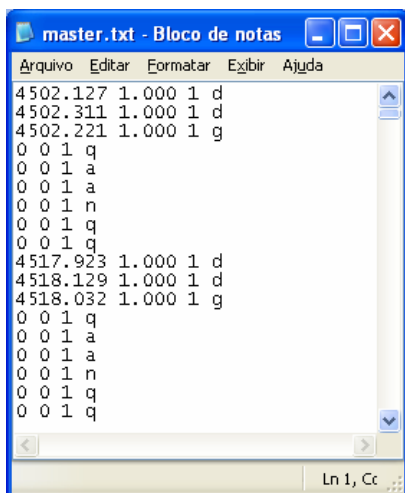 master.txt - Bloco de notas
Arquivo Editar Formatar Exibir Ajuda
4502.127 1.000 1 d
4502.311 1.000 1 d
4502.221 1.000 1 g
0 0 1 q
0 0 1 a
0 0 1 a
0 0 1 n
0 0 1 q
0 0 1 q
4517.923 1.000 1 d
4518.129 1.000 1 d
4518.032 1.000 1 g
0 0 1 q
0 0 1 a
0 0 1 a
0 0 1 n
0 0 1 q
0 0 1 q
Ln 1, Co